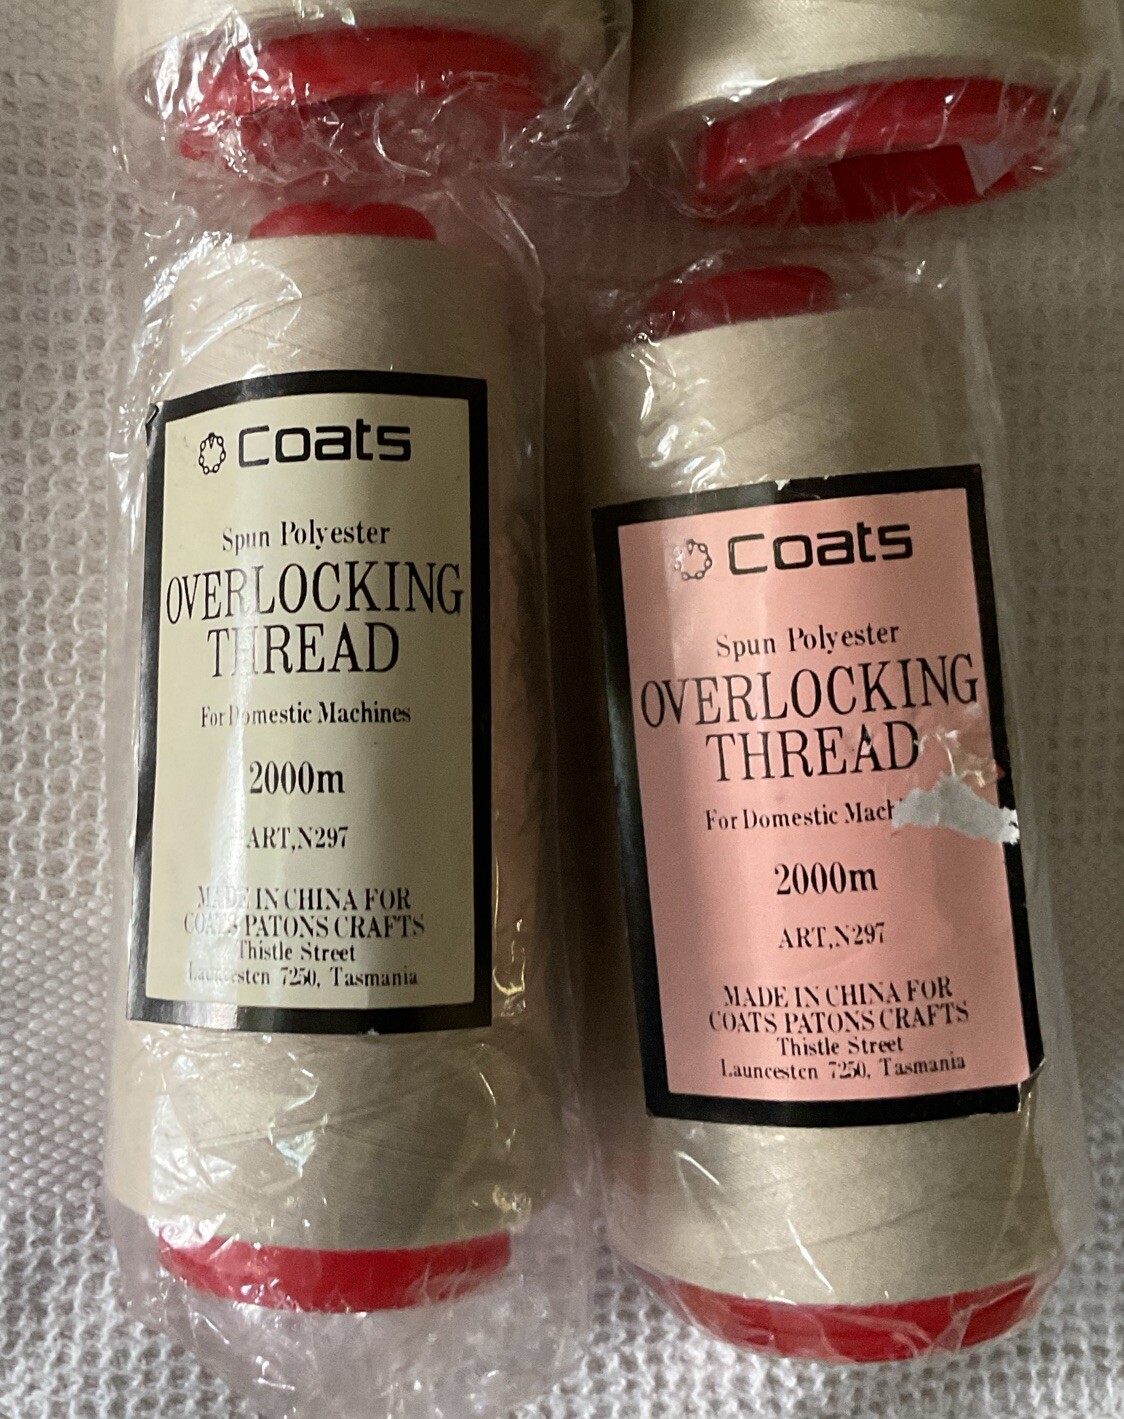 Coats
Spun Polyester
OVERLOCKING
THREAD
For Domestic Machines
2000m
ART,N297
MADE IN CHINA FOR
COATS PATONS CRAFTS
Thistle Street
Launcesten 7250, Tasmania
Coats
Spun Polyester
OVERLOCKING
THREAD
For Domestic
2000m
ART,N297
MADE IN CHINA FOR
COATS PATONS CRAFTS
Thistle Street
Launcesten 7250, Tasmania